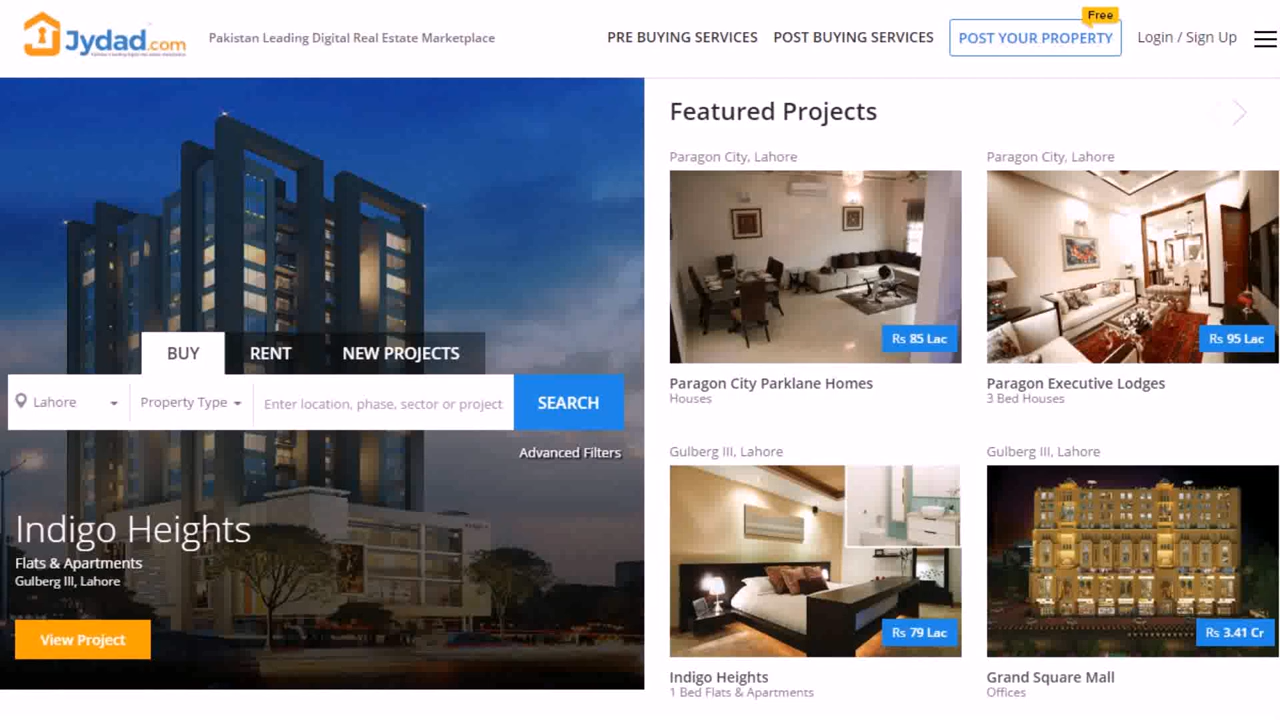 Jydad.com
Pakistan Leading Digital Real Estate Marketplace
PRE BUYING SERVICES
POST BUYING SERVICES
Free
POST YOUR PROPERTY
Login / Sign Up
BUY
RENT
NEW PROJECTS
Lahore
Property Type
Enter location, phase, sector or project
SEARCH
Advanced Filters
Indigo Heights
Flats & Apartments
Gulberg III, Lahore
View Project
Featured Projects
Paragon City, Lahore
Rs 85 Lac
Paragon City Parklane Homes
Houses
Paragon City, Lahore
Rs 95 Lac
Paragon Executive Lodges
3 Bed Houses
Gulberg III, Lahore
Rs 79 Lac
Indigo Heights
1 Bed Flats & Apartments
Gulberg III, Lahore
Rs 3.41 Cr
Grand Square Mall
Offices